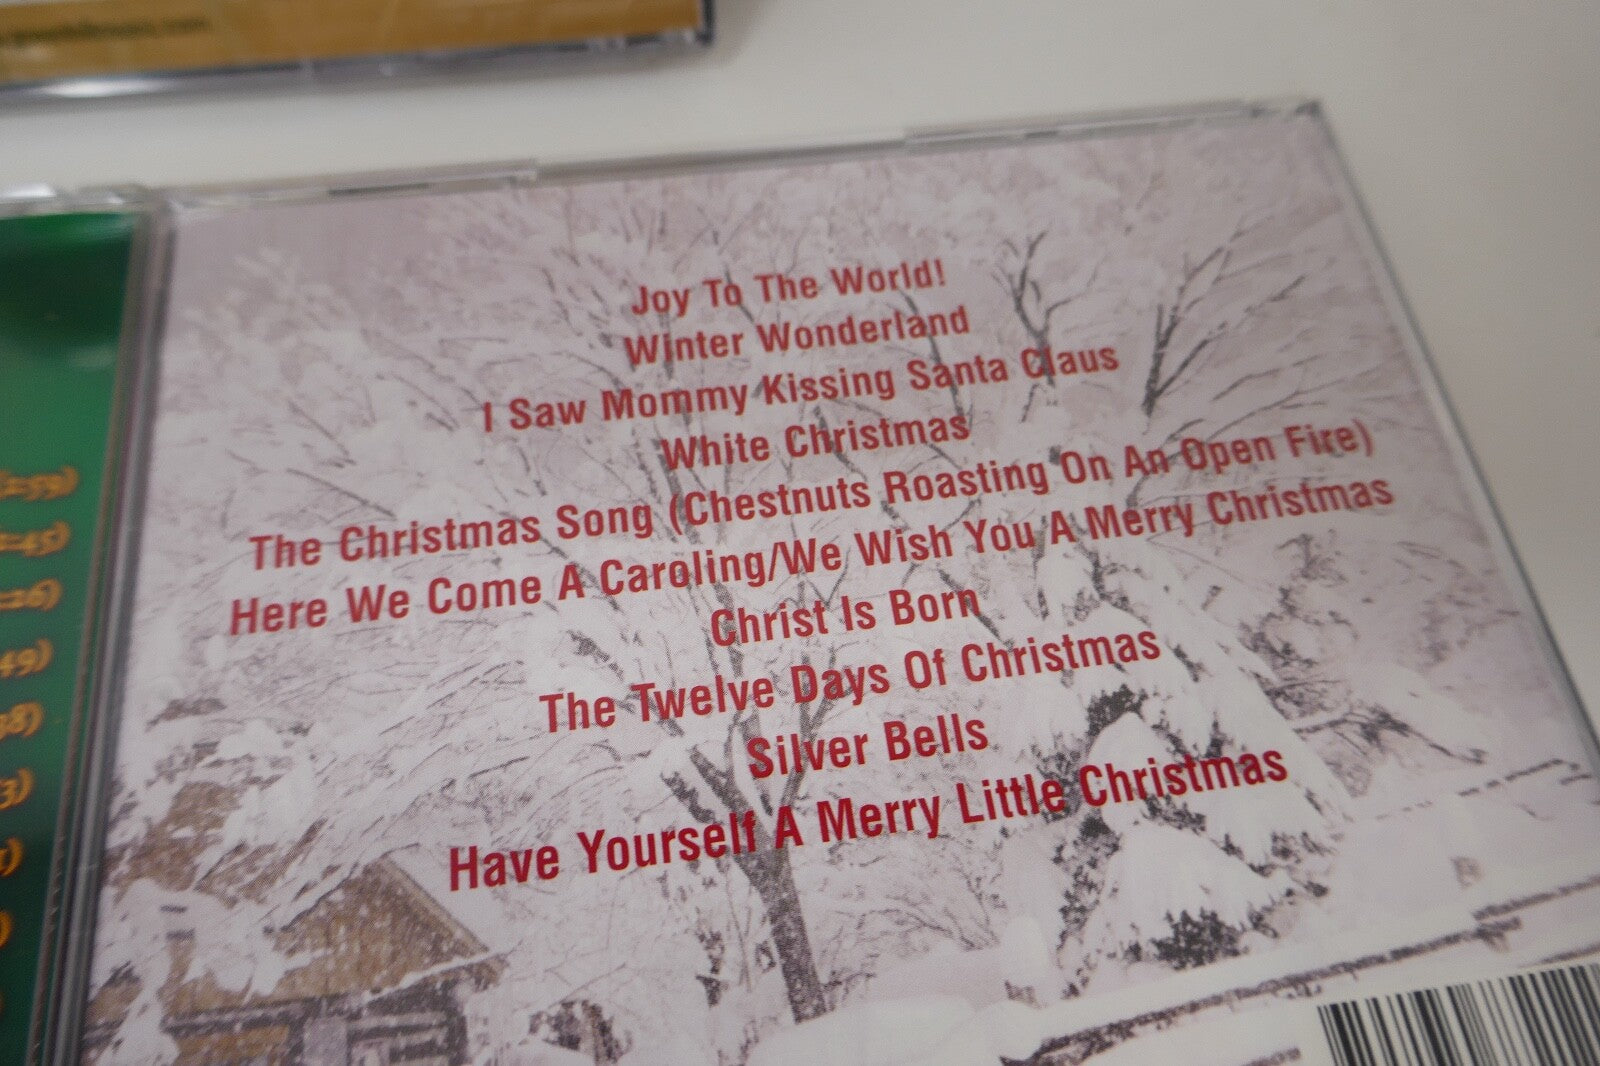 Joy To The World!
Winter Wonderland
I Saw Mommy Kissing Santa Claus
White Christmas
The Christmas Song (Chestnuts Roasting On An Open Fire)
Here We Come A Caroling/We Wish You A Merry Christmas
Christ Is Born
The Twelve Days Of Christmas
Silver Bells
Have Yourself A Merry Little Christmas